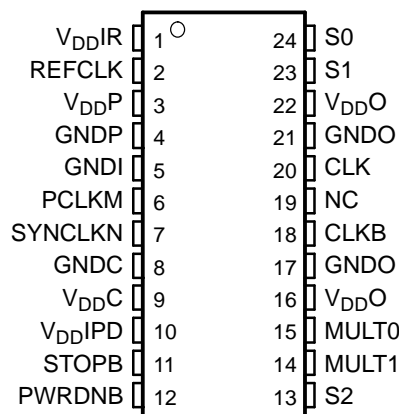 VDDIR 1 24 S0
REFCLK 2 23 S1
VDDP 3 22 VDDO
GNDP 4 21 GNDO
GNDI 5 20 CLK
PCLKM 6 19 NC
SYNCLKN 7 18 CLKB
GNDC 8 17 GNDO
VDDC 9 16 VDDO
VDDIPD 10 15 MULT0
STOPB 11 14 MULT1
PWRDNB 12 13 S2